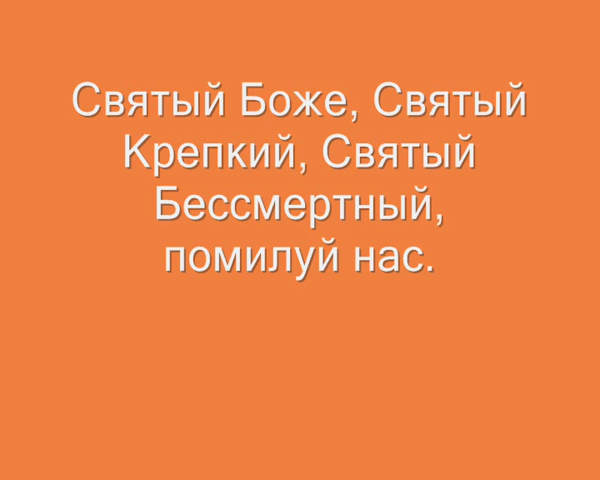 Святый Боже, Святый
Крепкий, Святый
Бессмертный,
помилуй нас.